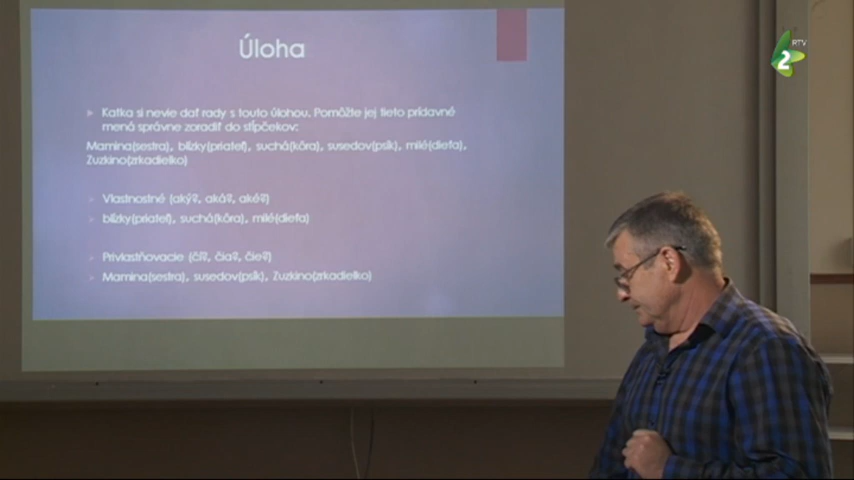 Úloha
Katka si nevie dať rady s touto úlohou. Pomôžte jej tieto prídavné
mená správne zoradiť do stĺpčekov:
Mamina(sestra), blízky(priateľ), suchá(kôra), susedov(psík), milé(dieťa),
Zuzkino(zrkadielko)
Vlastnostné (aký?, aká?, aké?)
blízky(priateľ), suchá(kôra), milé(dieťa)
Privlastňovacie (čí?, čia?, čie?)
Mamina(sestra), susedov(psík), Zuzkino(zrkadielko)
RTV
2